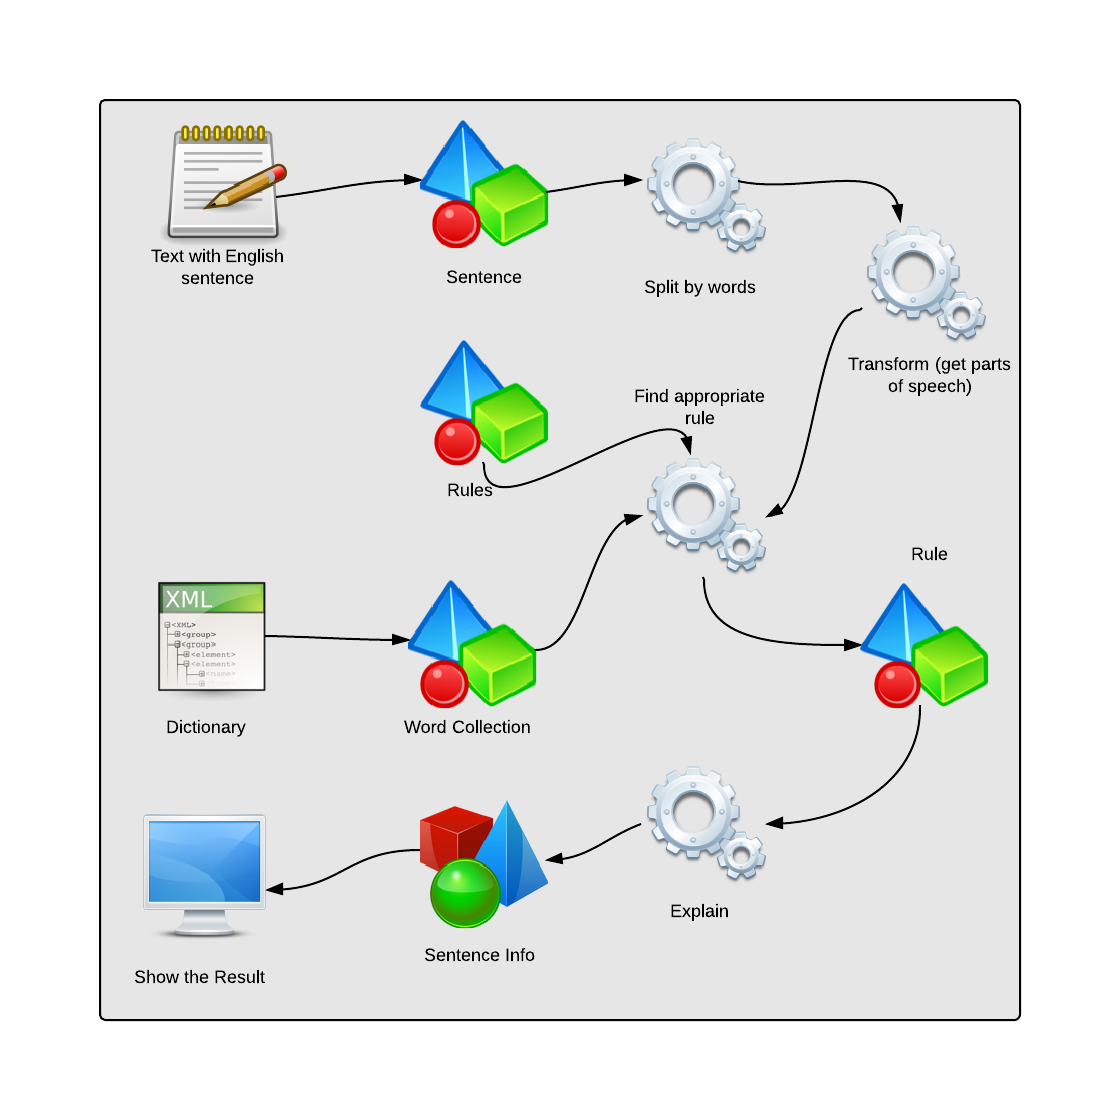 Text with English
sentence
Sentence
Split by words
Transform (get parts
of speech)
Find appropriate
rule
Rules
Rule
XML
<XML>
<group>
<group>
<element>
<element>
<name>
Dictionary
Word Collection
Explain
Sentence Info
Show the Result